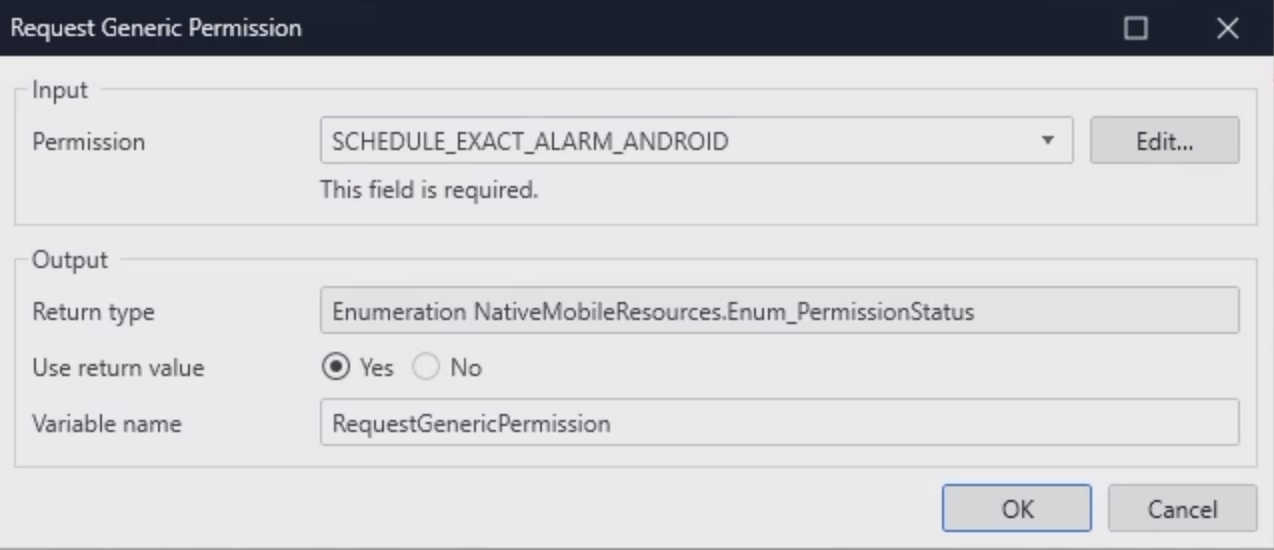 Request Generic Permission
Input
Permission
SCHEDULE_EXACT_ALARM_ANDROID
Edit...
This field is required.
Output
Return type
Enumeration NativeMobileResources.Enum_PermissionStatus
Use return value
Yes
No
Variable name
RequestGenericPermission
OK
Cancel